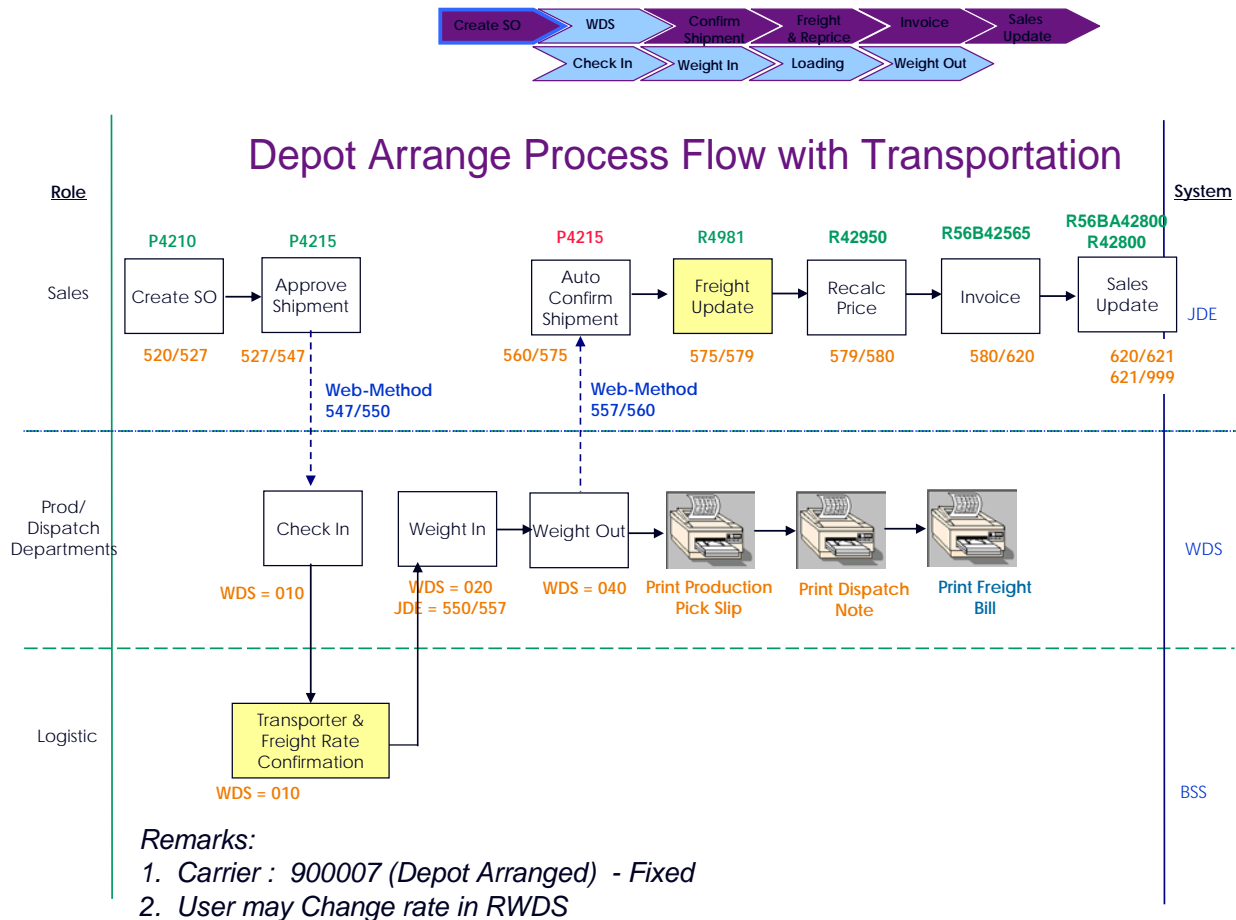 Create SO
WDS
Confirm
Shipment
Freight
& Reprice
Invoice
Sales
Update
Check In
Weight In
Loading
Weight Out
Depot Arrange Process Flow with Transportation
Role
System
P4210
P4215
P4215
R4981
R42950
R56B42565
R56BA42800
R42800
Sales
Create SO
Approve
Shipment
Auto
Confirm
Shipment
Freight
Update
Recalc
Price
Invoice
Sales
Update
JDE
520/527
527/547
560/575
575/579
579/580
580/620
620/621
621/999
Web-Method
547/550
Web-Method
557/560
Prod/
Dispatch
Departments
Check In
Weight In
Weight Out
WDS
WDS = 010
WDS = 020
JDE = 550/557
WDS = 040
Print Production
Pick Slip
Print Dispatch
Note
Print Freight
Bill
Logistic
Transporter &
Freight Rate
Confirmation
WDS = 010
BSS
Remarks:
1. Carrier : 900007 (Depot Arranged) - Fixed
2. User may Change rate in RWDS